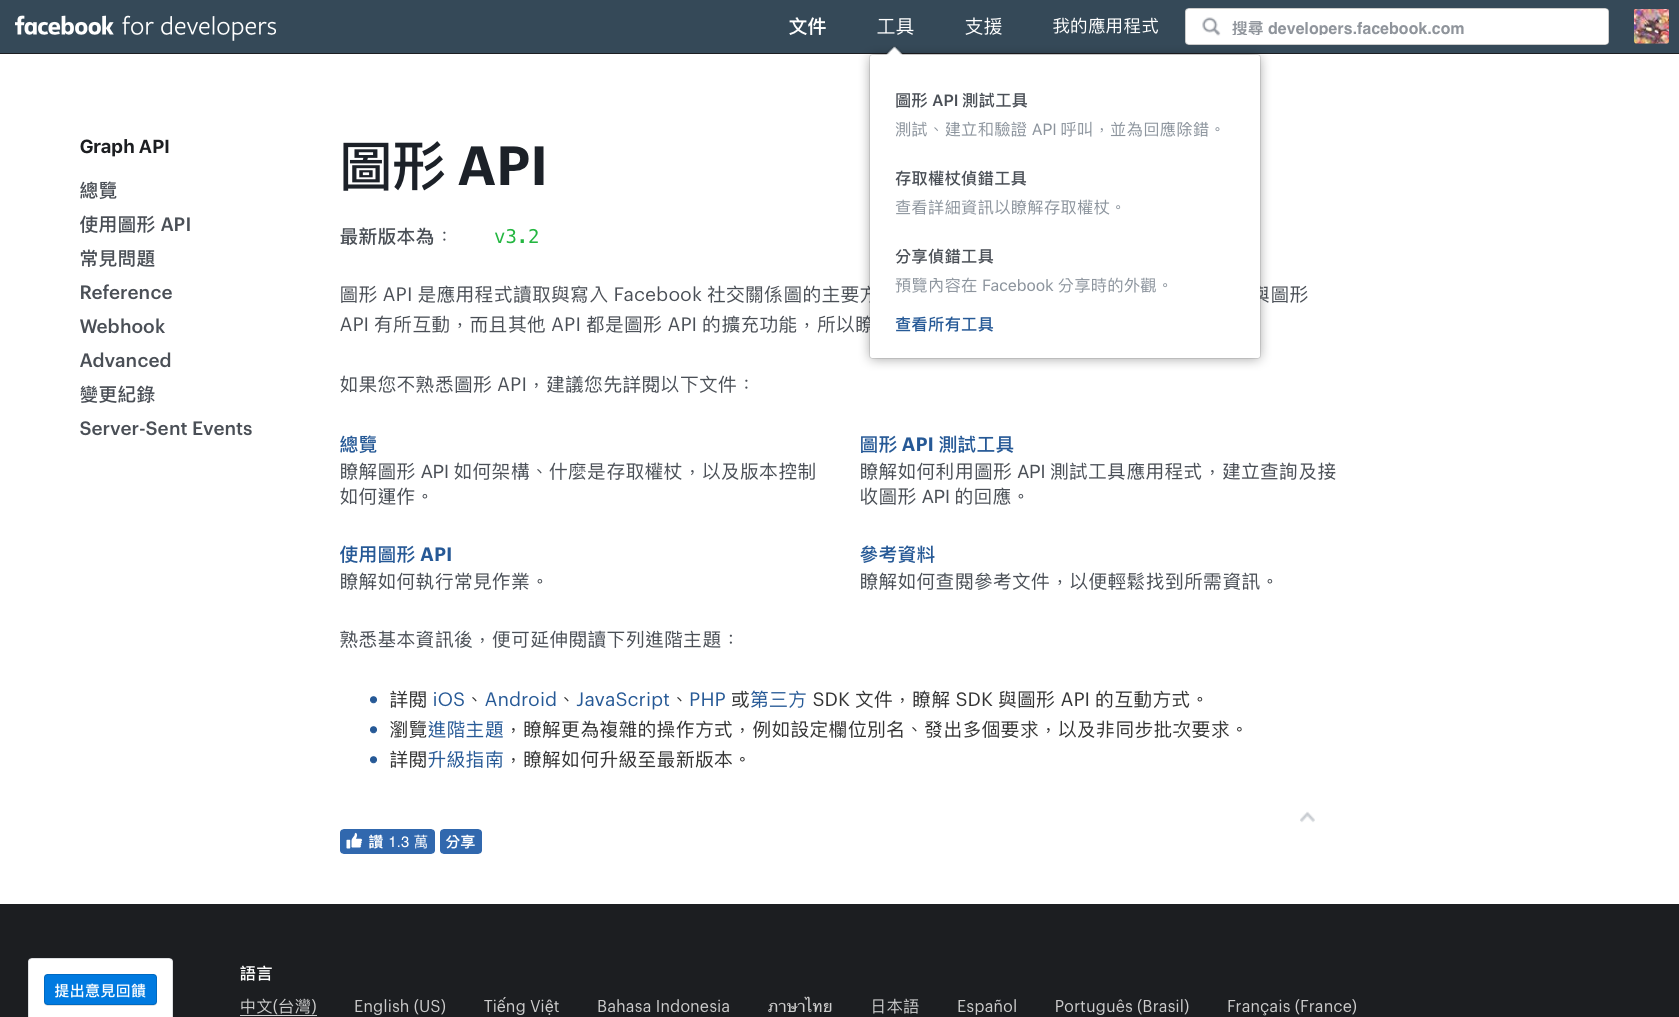 facebook for developers
文件
工具
支援
我的應用程式
搜尋 developers.facebook.com
圖形 API 測試工具
測試、建立和驗證 API 呼叫，並為回應除錯。
存取權杖偵錯工具
查看詳細資訊以瞭解存取權杖。
分享偵錯工具
預覽內容在 Facebook 分享時的外觀。
查看所有工具
Graph API
總覽
使用圖形 API
常見問題
Reference
Webhook
Advanced
變更紀錄
Server-Sent Events
圖形 API
最新版本為： v3.2
圖形 API 是應用程式讀取與寫入 Facebook 社交關係圖的主要方 與圖形
API 有所互動，而且其他 API 都是圖形 API 的擴充功能，所以瞭
如果您不熟悉圖形 API，建議您先詳閱以下文件：
總覽
瞭解圖形 API 如何架構、什麼是存取權杖，以及版本控制
如何運作。
圖形 API 測試工具
瞭解如何利用圖形 API 測試工具應用程式，建立查詢及接
收圖形 API 的回應。
使用圖形 API
瞭解如何執行常見作業。
參考資料
瞭解如何查閱參考文件，以便輕鬆找到所需資訊。
熟悉基本資訊後，便可延伸閱讀下列進階主題：
• 詳閱 iOS、Android、JavaScript、PHP 或第三方 SDK 文件，瞭解 SDK 與圖形 API 的互動方式。
• 瀏覽進階主題，瞭解更為複雜的操作方式，例如設定欄位別名、發出多個要求，以及非同步批次要求。
• 詳閱升級指南，瞭解如何升級至最新版本。
讚 1.3 萬 分享
提出意見回饋
語言
中文(台灣) English (US) Tiếng Việt Bahasa Indonesia ภาษาไทย 日本語 Español Português (Brasil) Français (France)